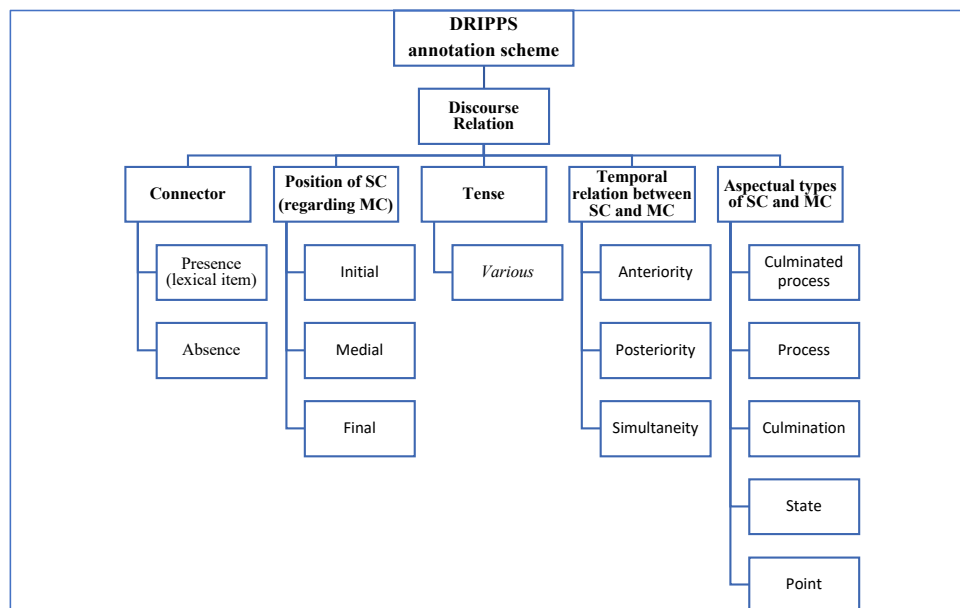 DRIPPS
annotation scheme
Discourse
Relation
Connector
Presence
(lexical item)
Absence
Position of SC
(regarding MC)
Initial
Medial
Final
Tense
Various
Temporal
relation between
SC and MC
Anteriority
Posteriority
Simultaneity
Aspectual types
of SC and MC
Culminated
process
Process
Culmination
State
Point